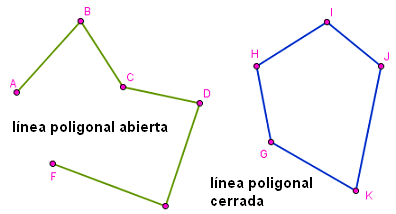 B
I
A
C
D
H
J
línea poligonal abierta
F
G
línea poligonal
cerrada
K